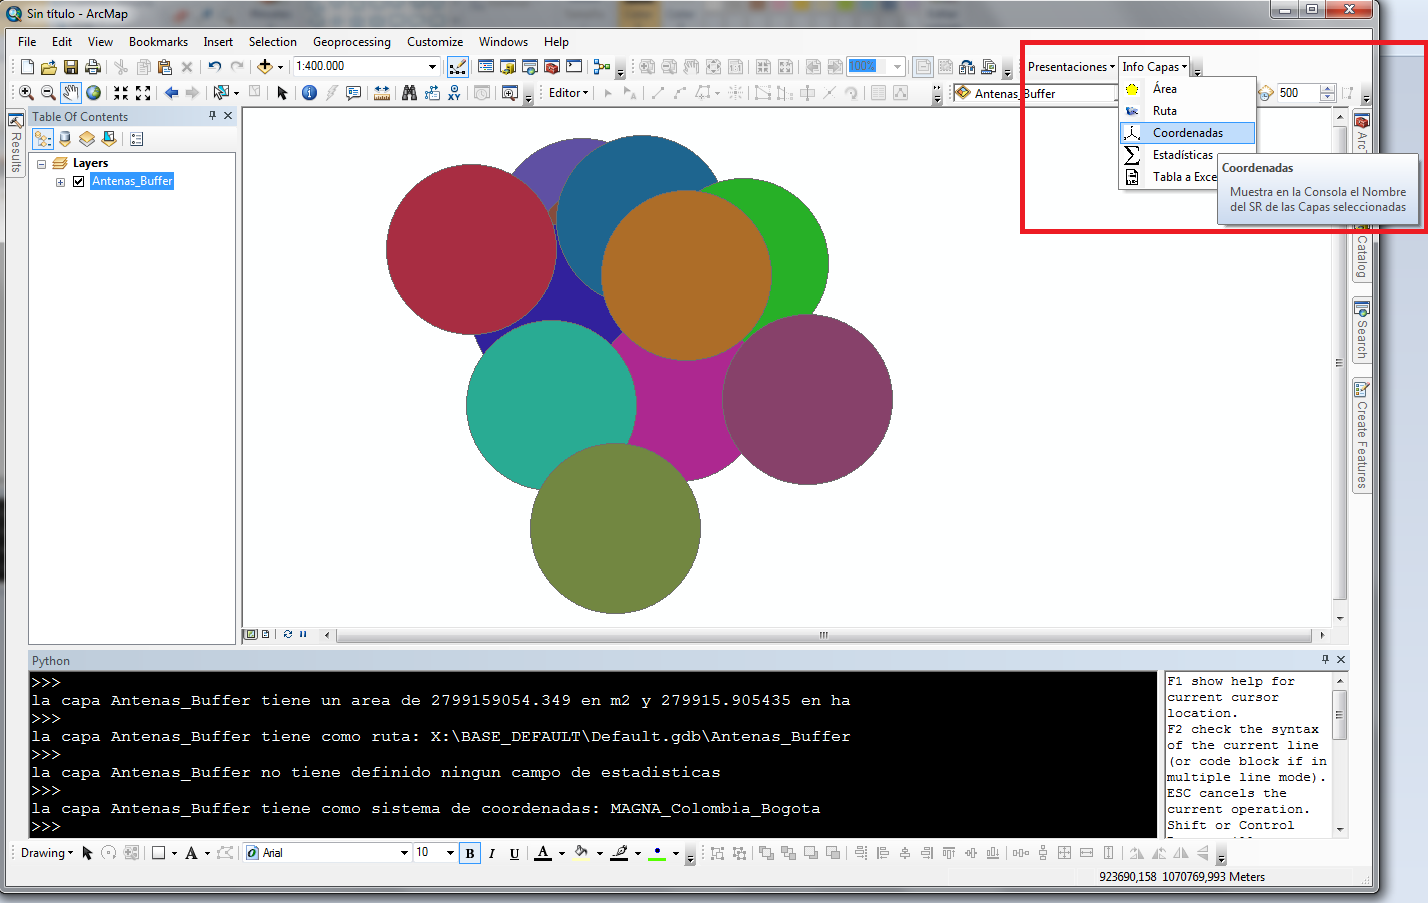 Sin título - ArcMap
File Edit View Bookmarks Insert Selection Geoprocessing Customize Windows Help
1:400.000
100%
Presentaciones
Info Capas
Editor
Antenas_Buffer
500
Área
Ruta
Coordenadas
Estadísticas
Tabla a Exce
Coordenadas
Muestra en la Consola el Nombre
del SR de las Capas seleccionadas
Results
Table Of Contents
Layers
Antenas_Buffer
Catalog
Search
Create Features
Python
>>>
la capa Antenas_Buffer tiene un area de 2799159054.349 en m2 y 279915.905435 en ha
>>>
la capa Antenas_Buffer tiene como ruta: X:\BASE_DEFAULT\Default.gdb\Antenas_Buffer
>>>
la capa Antenas_Buffer no tiene definido ningun campo de estadisticas
>>>
la capa Antenas_Buffer tiene como sistema de coordenadas: MAGNA_Colombia_Bogota
>>>
F1 show help for
current cursor
location.
F2 check the syntax
of the current line
(or code block if in
multiple line mode).
ESC cancels the
current operation.
Shift or Control
Drawing
Arial
10
B I U A
923690,158 1070769,993 Meters